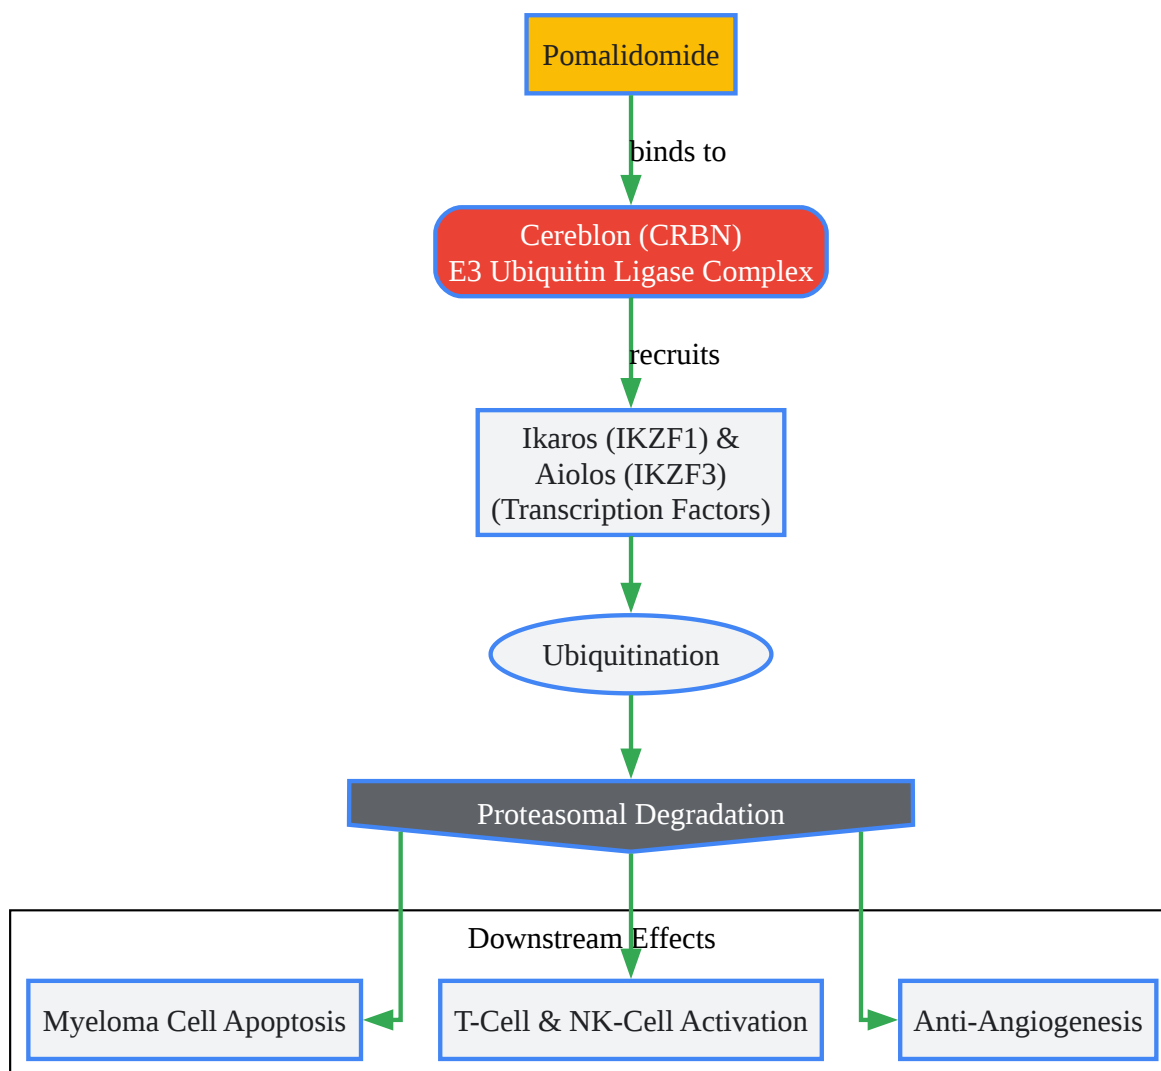 Pomalidomide
binds to
Cereblon (CRBN)
E3 Ubiquitin Ligase Complex
recruits
Ikaros (IKZF1) &
Aiolos (IKZF3)
(Transcription Factors)
Ubiquitination
Proteasomal Degradation
Downstream Effects
Myeloma Cell Apoptosis
T-Cell & NK-Cell Activation
Anti-Angiogenesis